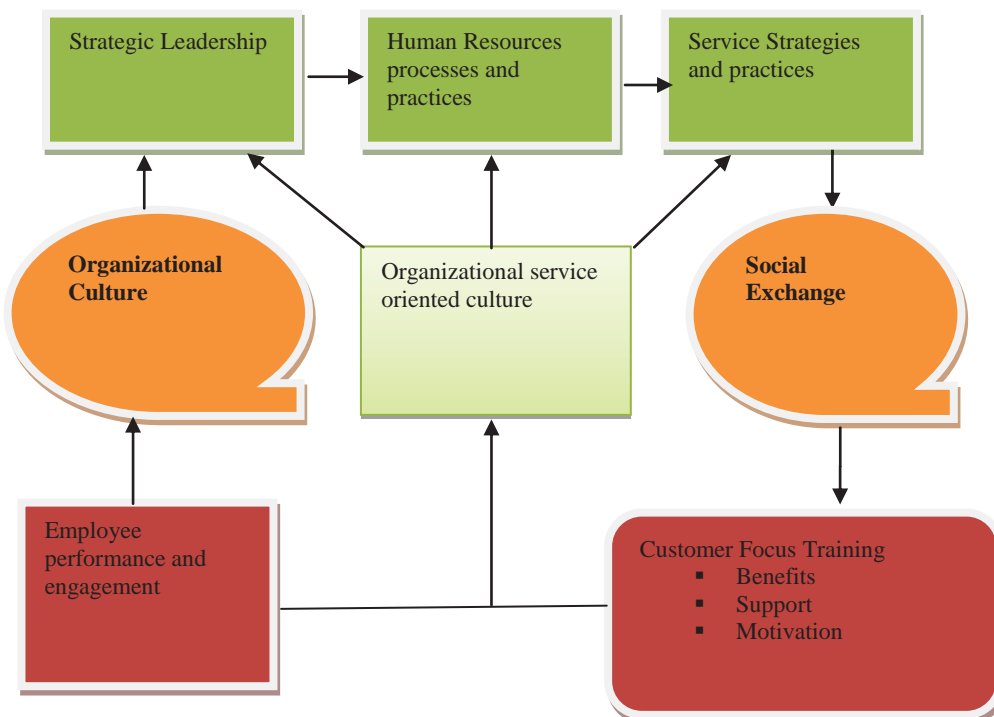 Strategic Leadership
Human Resources
processes and
practices
Service Strategies
and practices
Organizational
Culture
Organizational service
oriented culture
Social
Exchange
Employee
performance and
engagement
Customer Focus Training
▪ Benefits
▪ Support
▪ Motivation